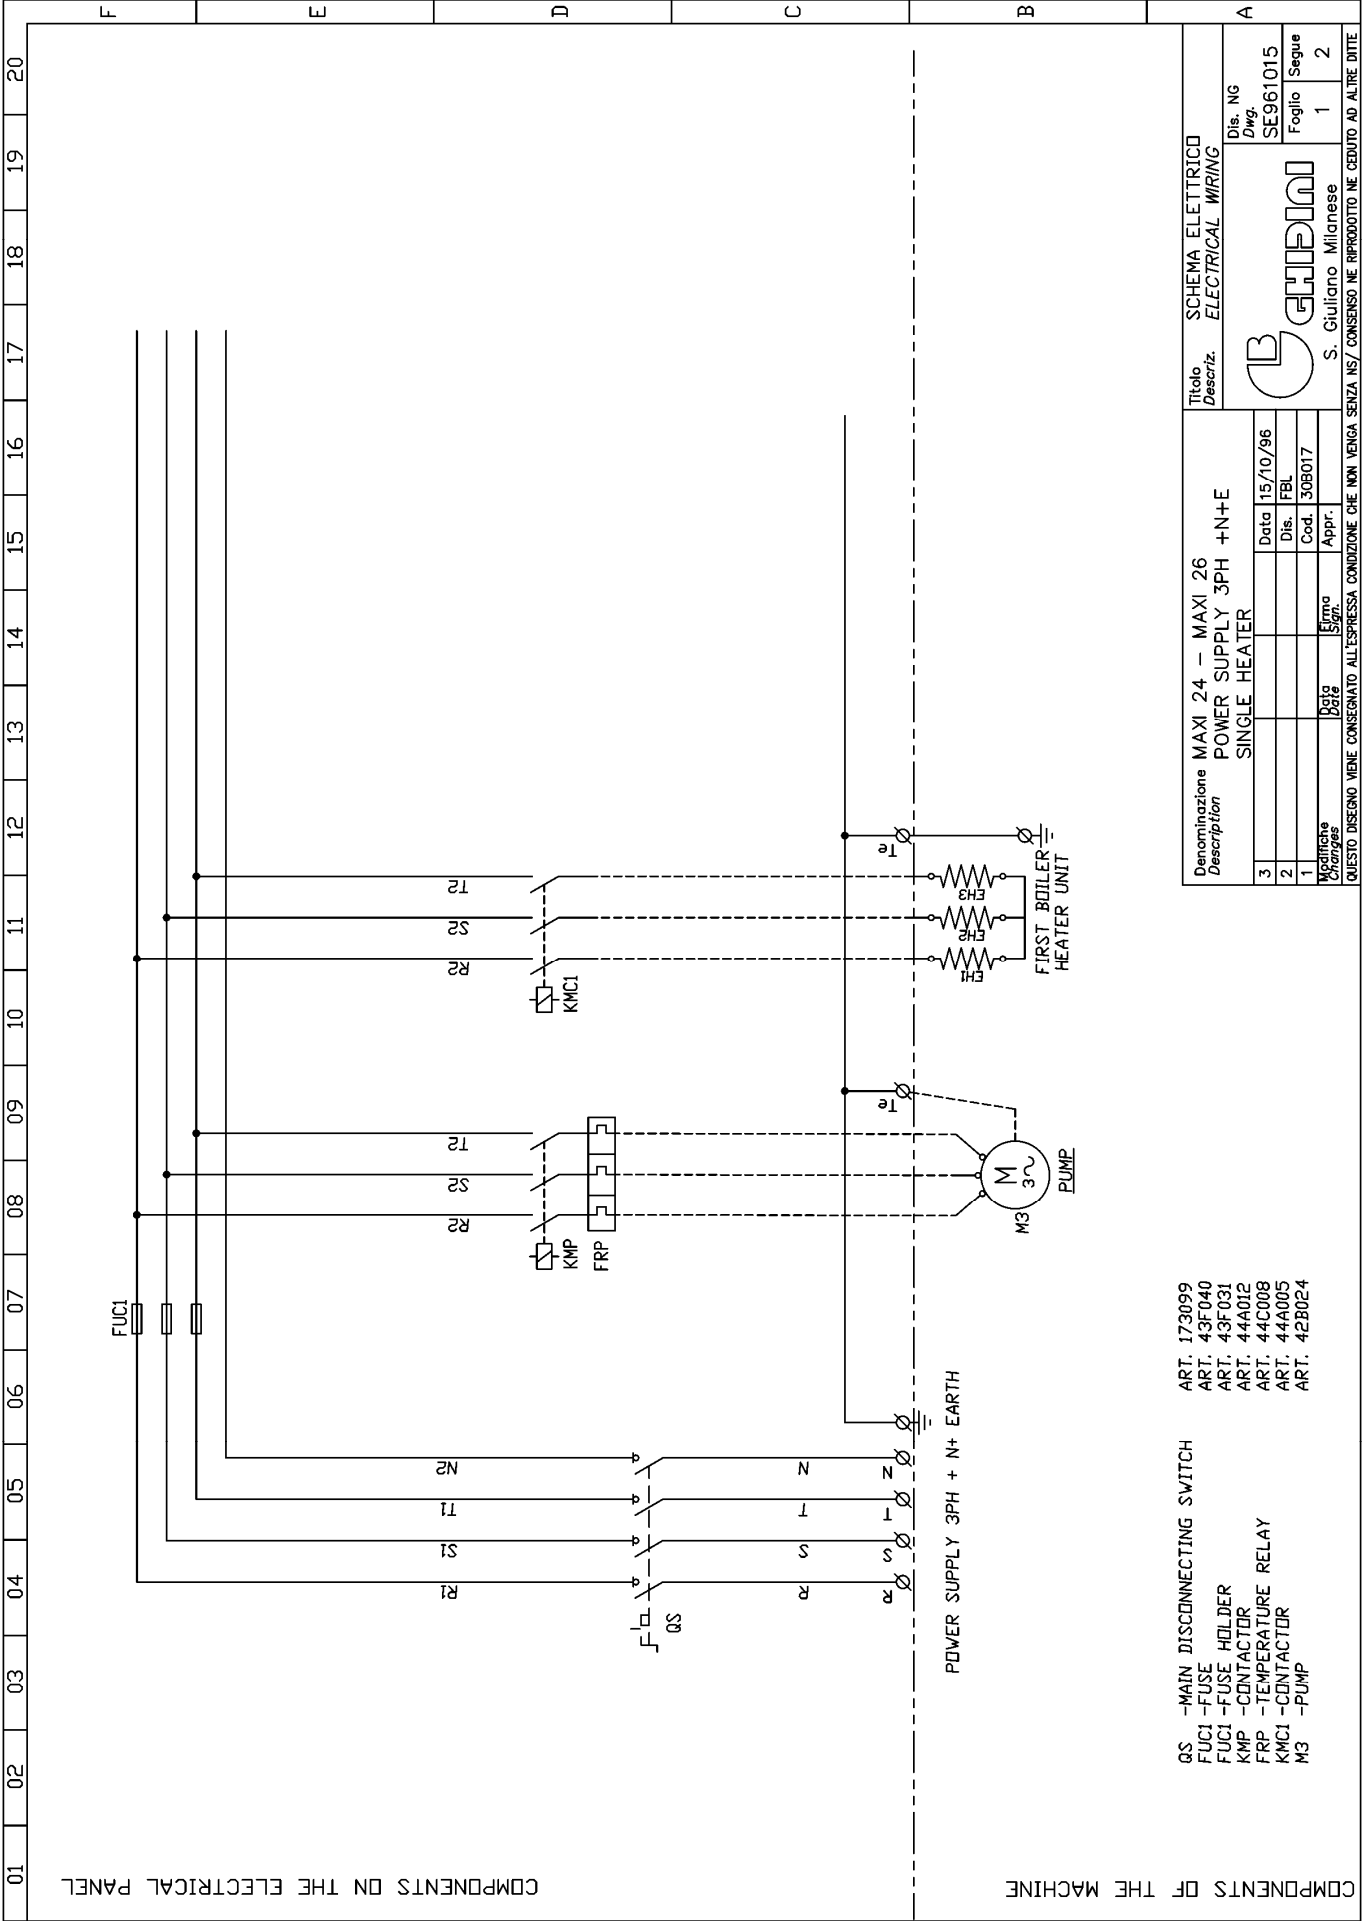 01 02 03 04 05 06 07 08 09 10 11 12 13 14 15 16 17 18 19 20
F
E
D
C
B
A
COMPONENTS ON THE ELECTRICAL PANEL
COMPONENTS OF THE MACHINE
FUC1
R1
S1
T1
N2
QS
R
S
T
N
R
S
T
N
POWER SUPPLY 3PH + N+ EARTH
R2
S2
T2
KMP
FRP
Te
M
3~
M3
PUMP
R2
S2
T2
KMC1
Te
EH1
EH2
EH3
FIRST BOILER
HEATER UNIT
QS -MAIN DISCONNECTING SWITCH ART. 173099
FUC1 -FUSE ART. 43F040
FUC1 -FUSE HOLDER ART. 43F031
KMP -CONTACTOR ART. 44A012
FRP -TEMPERATURE RELAY ART. 44C008
KMC1 -CONTACTOR ART. 44A005
M3 -PUMP ART. 42B024
Denominazione MAXI 24 - MAXI 26
Description POWER SUPPLY 3PH +N+E
SINGLE HEATER
3
2
1
Modifiche
Changes
Data
Date
Firma
Sign.
Data 15/10/96
Dis. FBL
Cod. 30B017
Appr.
Titolo SCHEMA ELETTRICO
Descriz. ELECTRICAL WIRING
B
GHIDINI
S. Giuliano Milanese
Dis. NG
Dwg.
SE961015
Foglio Segue
1 2
QUESTO DISEGNO VIENE CONSEGNATO ALL'ESPRESSA CONDIZIONE CHE NON VENGA SENZA NS/ CONSENSO NE RIPRODOTTO NE CEDUTO AD ALTRE DITTE